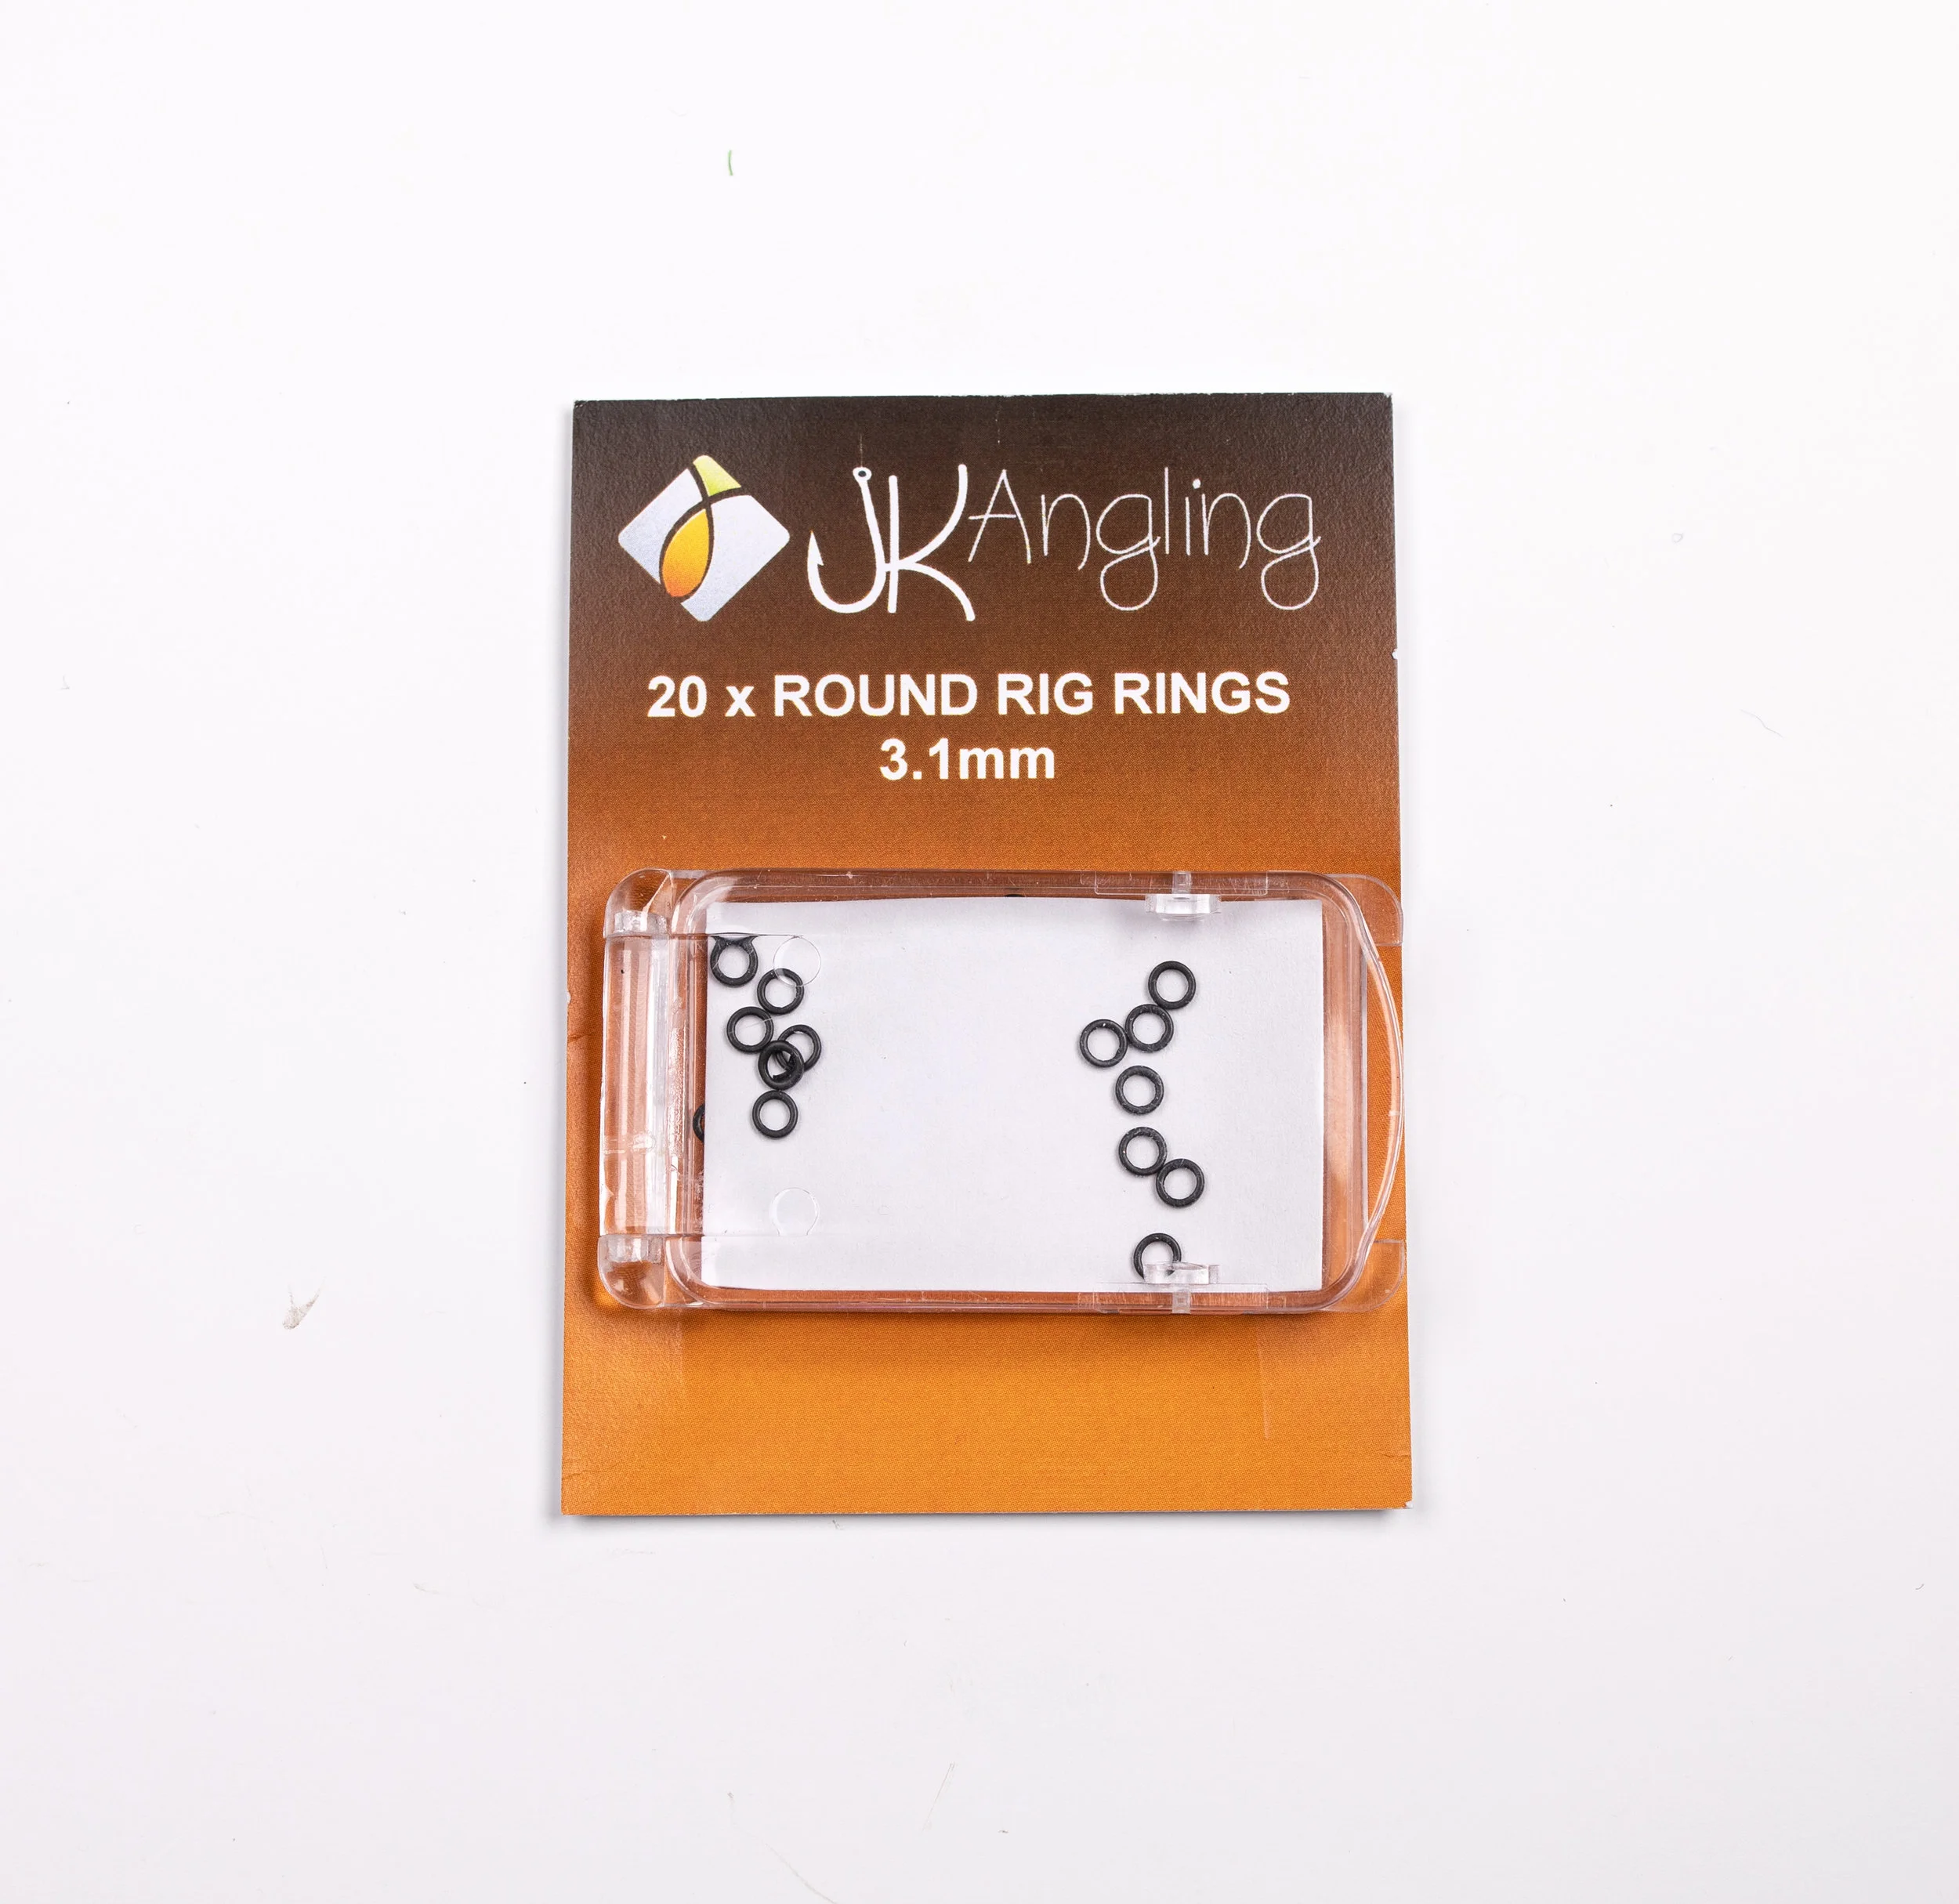 JK Angling
20 x ROUND RIG RINGS
3.1mm